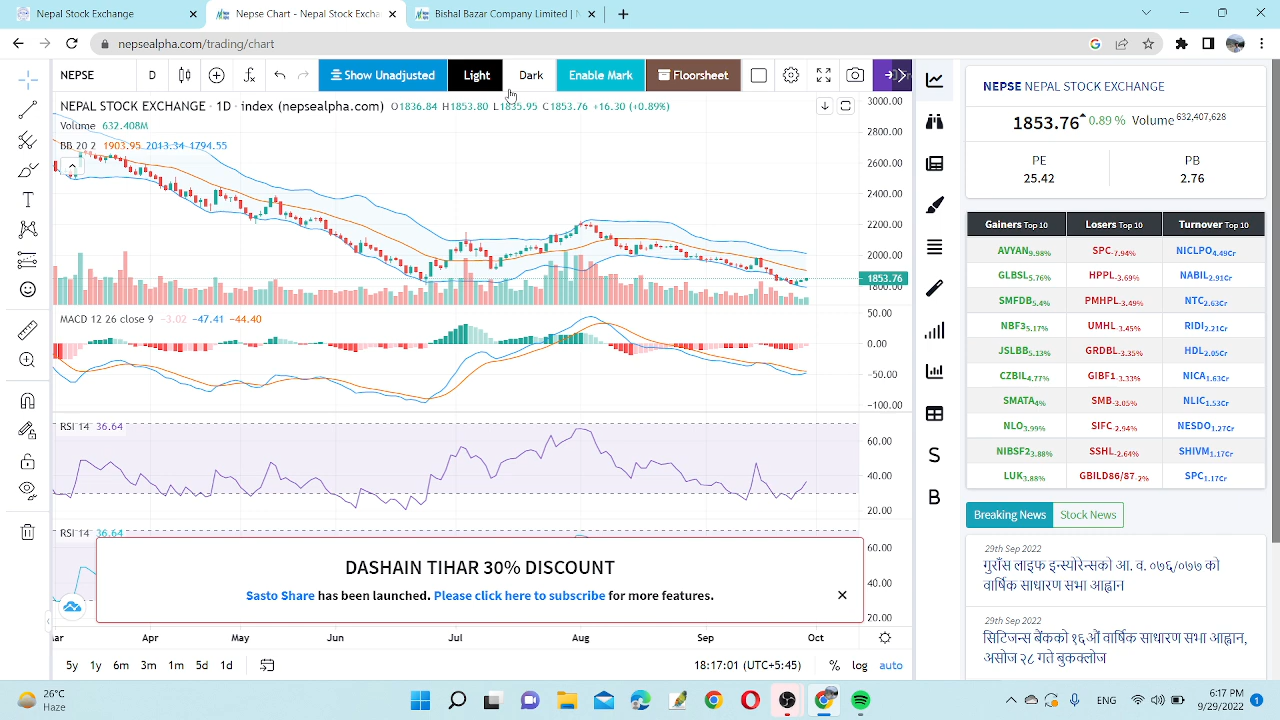 Nepse Alpha
Nepal Stock Exchan
Nepse Chart - Nepal Stock Exchan
Bishal Bazar Company Limited | N
nepsealpha.com/trading/chart
NEPSE D Show Unadjusted Light Dark Enable Mark Floorsheet
NEPAL STOCK EXCHANGE · 1D · index (nepsealpha.com) O1836.84 H1853.80 L1835.95 C1853.76 +16.30 (+0.89%)
Volume 632.408M
BB 20 2 1903.95 2013.34 1794.55
3000.00
2800.00
2600.00
2400.00
2200.00
2000.00
1853.76
1800.00
MACD 12 26 close 9 −3.02 −47.41 −44.40
50.00
0.00
−50.00
−100.00
RSI 14 36.64
60.00
40.00
20.00
RSI 14 36.64
60.00
40.00
20.00
DASHAIN TIHAR 30% DISCOUNT
Sasto Share has been launched. Please click here to subscribe for more features.
Apr May Jun Jul Aug Sep Oct
5y 1y 6m 3m 1m 5d 1d 18:17:01 (UTC+5:45) % log auto
S
B
NEPSE NEPAL STOCK EXCHANGE
1853.76 0.89 % Volume 632,407,628
PE PB
25.42 2.76
Gainers Top 10 Losers Top 10 Turnover Top 10
AVYAN 9.98% SPC -7.94% NICLPO 4.49Cr
GLBSL 5.76% HPPL NABIL 2.91Cr
SMFDB 5.4% PMHPL -3.49% NTC 2.63Cr
NBF3 5.17% UMHL -3.45% RIDI 2.21Cr
JSLBB 5.13% GRDBL -3.35% HDL 2.05Cr
CZBIL 4.77% GIBF1 -3.33% NICA 1.63Cr
SMATA 4% SMB -3.05% NLIC 1.53Cr
NLO 3.99% SIFC -2.94% NESDO 1.27Cr
NIBSF2 3.88% SSHL -2.64% SHIVM 1.17Cr
LUK 3.88% GBILD86/87 -2% SPC 1.17Cr
Breaking News Stock News
29th Sep 2022
गुराँस लाइफ इन्स्योरेन्सको आ. व. ०७६/०७७ को
वार्षिक साधारण सभा आह्वान
29th Sep 2022
सिटिजन्स बैंकको १६औं वार्षिक साधारण सभा आह्वान,
असोज २८ गते बुकक्लोज
26°C
Haze
ENG
6:17 PM
9/29/2022
1